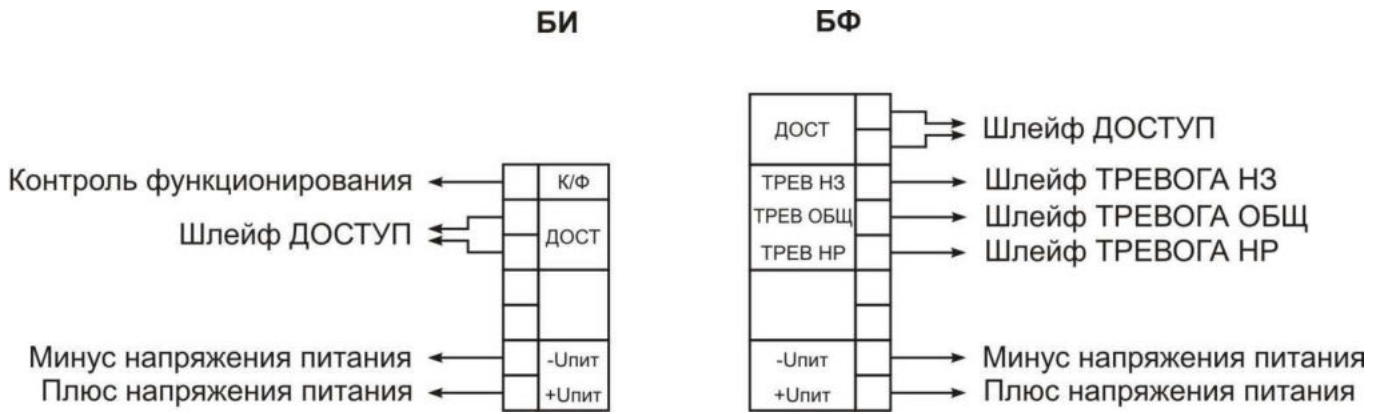 БИ
БФ
Контроль функционирования
К/Ф
Шлейф ДОСТУП
ДОСТ
Минус напряжения питания
-Uпит
Плюс напряжения питания
+Uпит
ДОСТ
Шлейф ДОСТУП
ТРЕВ НЗ
Шлейф ТРЕВОГА НЗ
ТРЕВ ОБЩ
Шлейф ТРЕВОГА ОБЩ
ТРЕВ НР
Шлейф ТРЕВОГА НР
-Uпит
Минус напряжения питания
+Uпит
Плюс напряжения питания